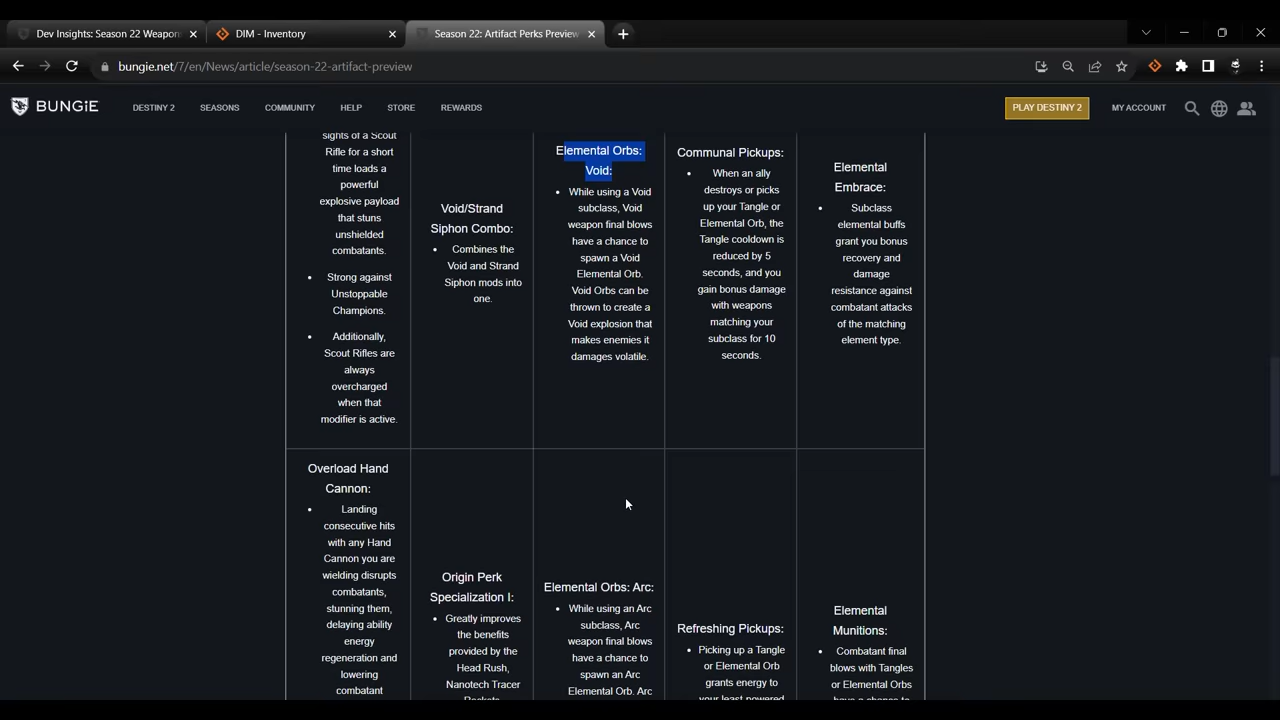 Dev Insights: Season 22 Weapon
DIM - Inventory
Season 22: Artifact Perks Preview
bungie.net/7/en/News/article/season-22-artifact-preview
BUNGiE
DESTINY 2
SEASONS
COMMUNITY
HELP
STORE
REWARDS
PLAY DESTINY 2
MY ACCOUNT
sights of a Scout
Rifle for a short
time loads a
powerful
explosive payload
that stuns
unshielded
combatants.
• Strong against
Unstoppable
Champions.
• Additionally,
Scout Rifles are
always
overcharged
when that
modifier is active.
Void/Strand
Siphon Combo:
• Combines the
Void and Strand
Siphon mods into
one.
Elemental Orbs:
Void:
• While using a Void
subclass, Void
weapon final blows
have a chance to
spawn a Void
Elemental Orb.
Void Orbs can be
thrown to create a
Void explosion that
makes enemies it
damages volatile.
Communal Pickups:
• When an ally
destroys or picks
up your Tangle or
Elemental Orb, the
Tangle cooldown is
reduced by 5
seconds, and you
gain bonus damage
with weapons
matching your
subclass for 10
seconds.
Elemental
Embrace:
• Subclass
elemental buffs
grant you bonus
recovery and
damage
resistance against
combatant attacks
of the matching
element type.
Overload Hand
Cannon:
• Landing
consecutive hits
with any Hand
Cannon you are
wielding disrupts
combatants,
stunning them,
delaying ability
energy
regeneration and
lowering
combatant
Origin Perk
Specialization I:
• Greatly improves
the benefits
provided by the
Head Rush,
Nanotech Tracer
Rockets,
Elemental Orbs: Arc:
• While using an Arc
subclass, Arc
weapon final blows
have a chance to
spawn an Arc
Elemental Orb. Arc
Refreshing Pickups:
• Picking up a Tangle
or Elemental Orb
grants energy to
your least powered
Elemental
Munitions:
• Combatant final
blows with Tangles
or Elemental Orbs
have a chance to